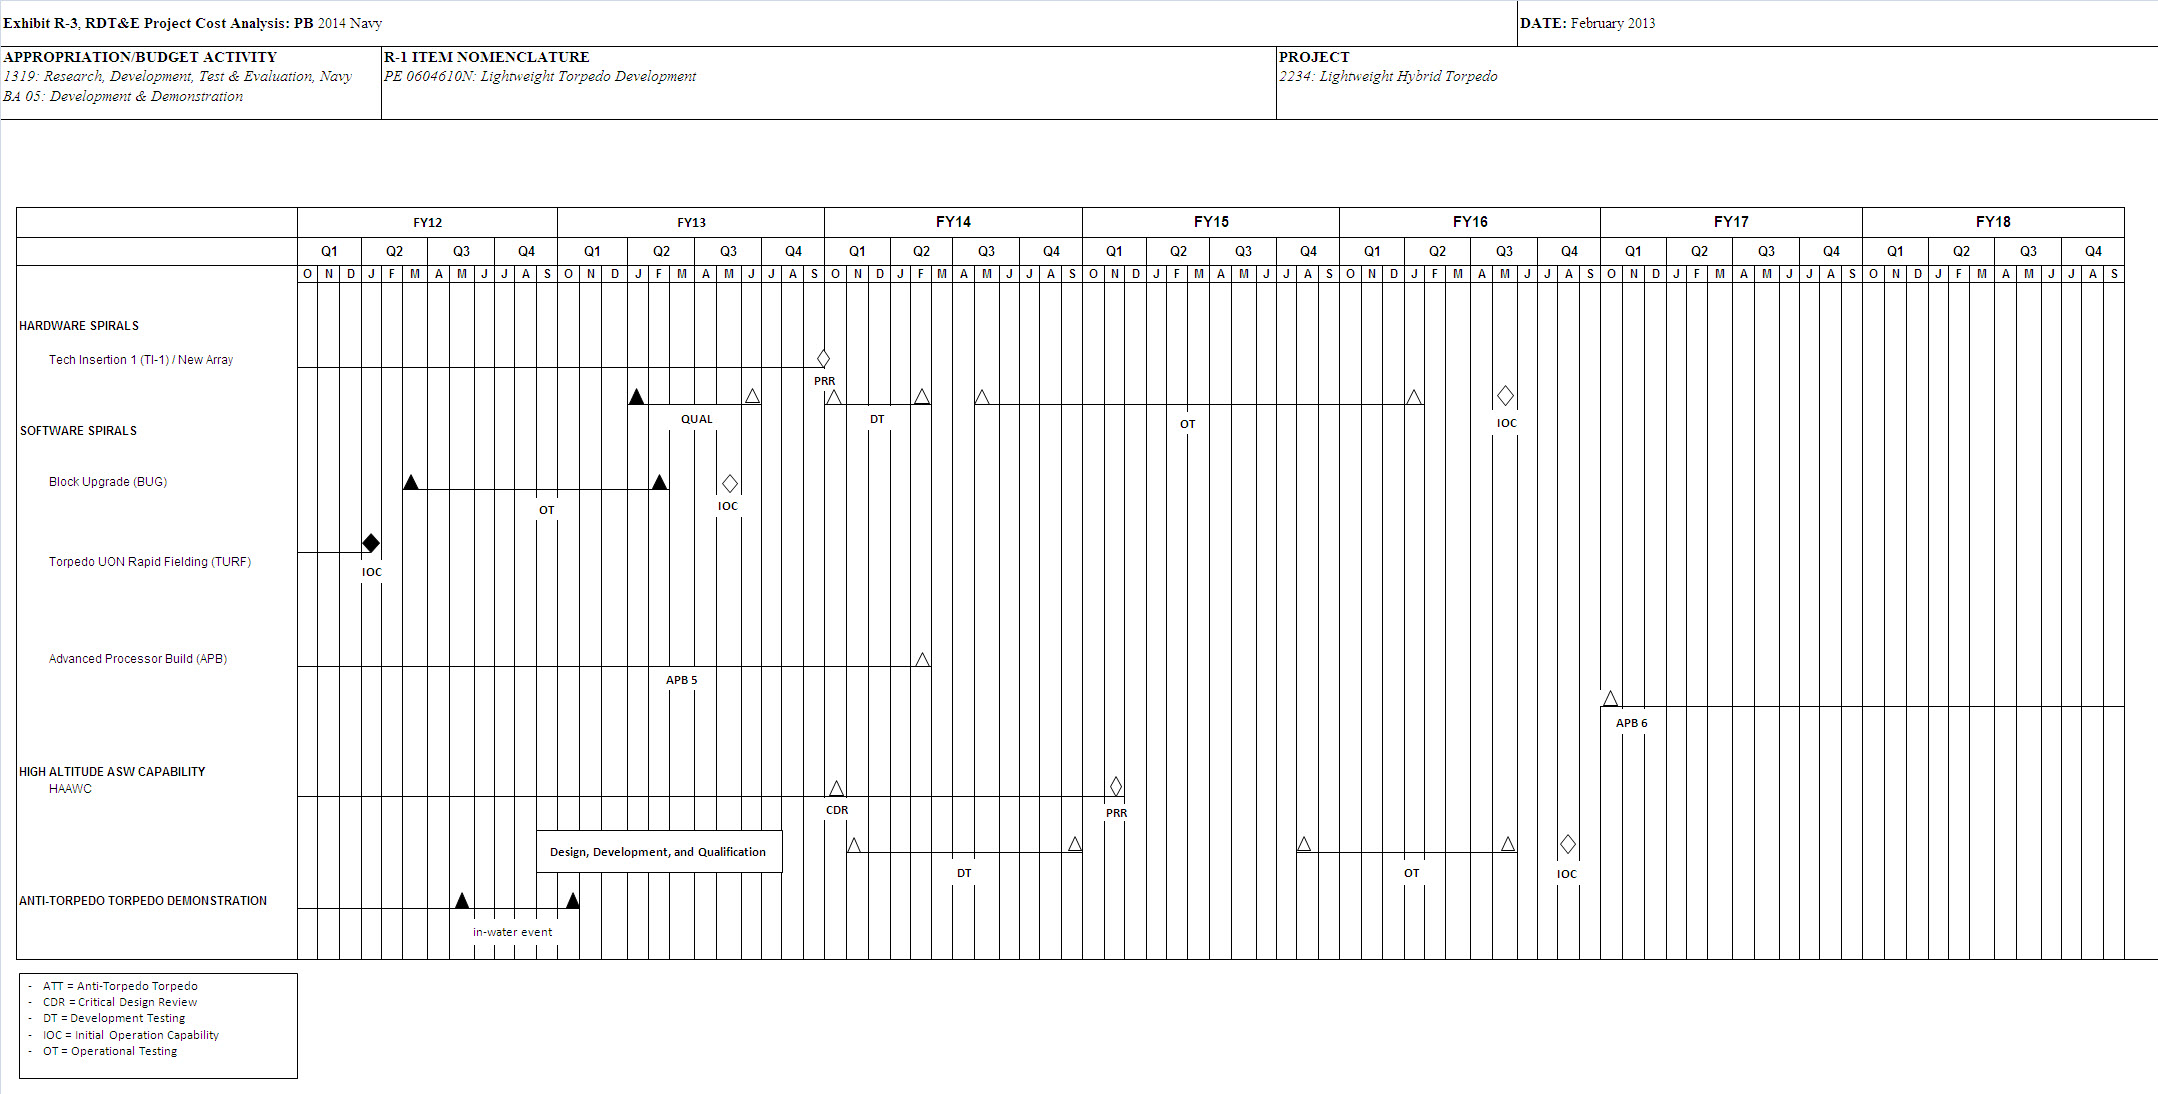 Exhibit R-3, RDT&E Project Cost Analysis: PB 2014 Navy
DATE: February 2013
APPROPRIATION/BUDGET ACTIVITY
1319: Research, Development, Test & Evaluation, Navy
BA 05: Development & Demonstration
R-1 ITEM NOMENCLATURE
PE 0604610N: Lightweight Torpedo Development
PROJECT
2234: Lightweight Hybrid Torpedo
FY12 FY13 FY14 FY15 FY16 FY17 FY18
Q1 Q2 Q3 Q4 Q1 Q2 Q3 Q4 Q1 Q2 Q3 Q4 Q1 Q2 Q3 Q4 Q1 Q2 Q3 Q4 Q1 Q2 Q3 Q4 Q1 Q2 Q3 Q4
O N D J F M A M J J A S O N D J F M A M J J A S O N D J F M A M J J A S O N D J F M A M J J A S O N D J F M A M J J A S O N D J F M A M J J A S O N D J F M A M J J A S
HARDWARE SPIRALS
Tech Insertion 1 (TI-1) / New Array
PRR
QUAL DT OT IOC
SOFTWARE SPIRALS
Block Upgrade (BUG)
OT IOC
Torpedo UON Rapid Fielding (TURF)
IOC
Advanced Processor Build (APB)
APB 5
APB 6
HIGH ALTITUDE ASW CAPABILITY
HAAWC
CDR PRR
Design, Development, and Qualification
DT OT IOC
ANTI-TORPEDO TORPEDO DEMONSTRATION
in-water event
- ATT = Anti-Torpedo Torpedo
- CDR = Critical Design Review
- DT = Development Testing
- IOC = Initial Operation Capability
- OT = Operational Testing